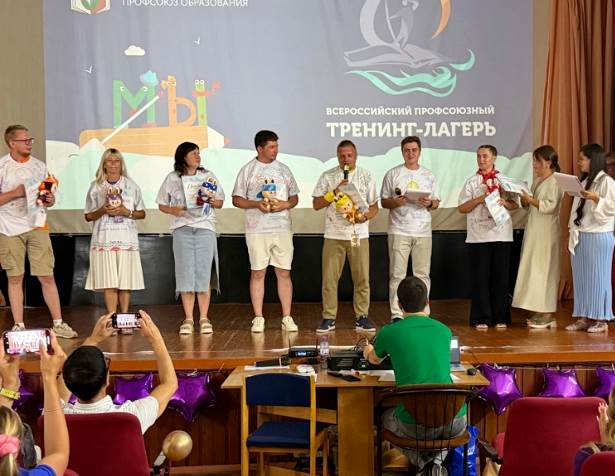 ПРОФСОЮЗ ОБРАЗОВАНИЯ
МЫ
ВСЕРОССИЙСКИЙ ПРОФСОЮЗНЫЙ
ТРЕНИНГ-ЛАГЕРЬ